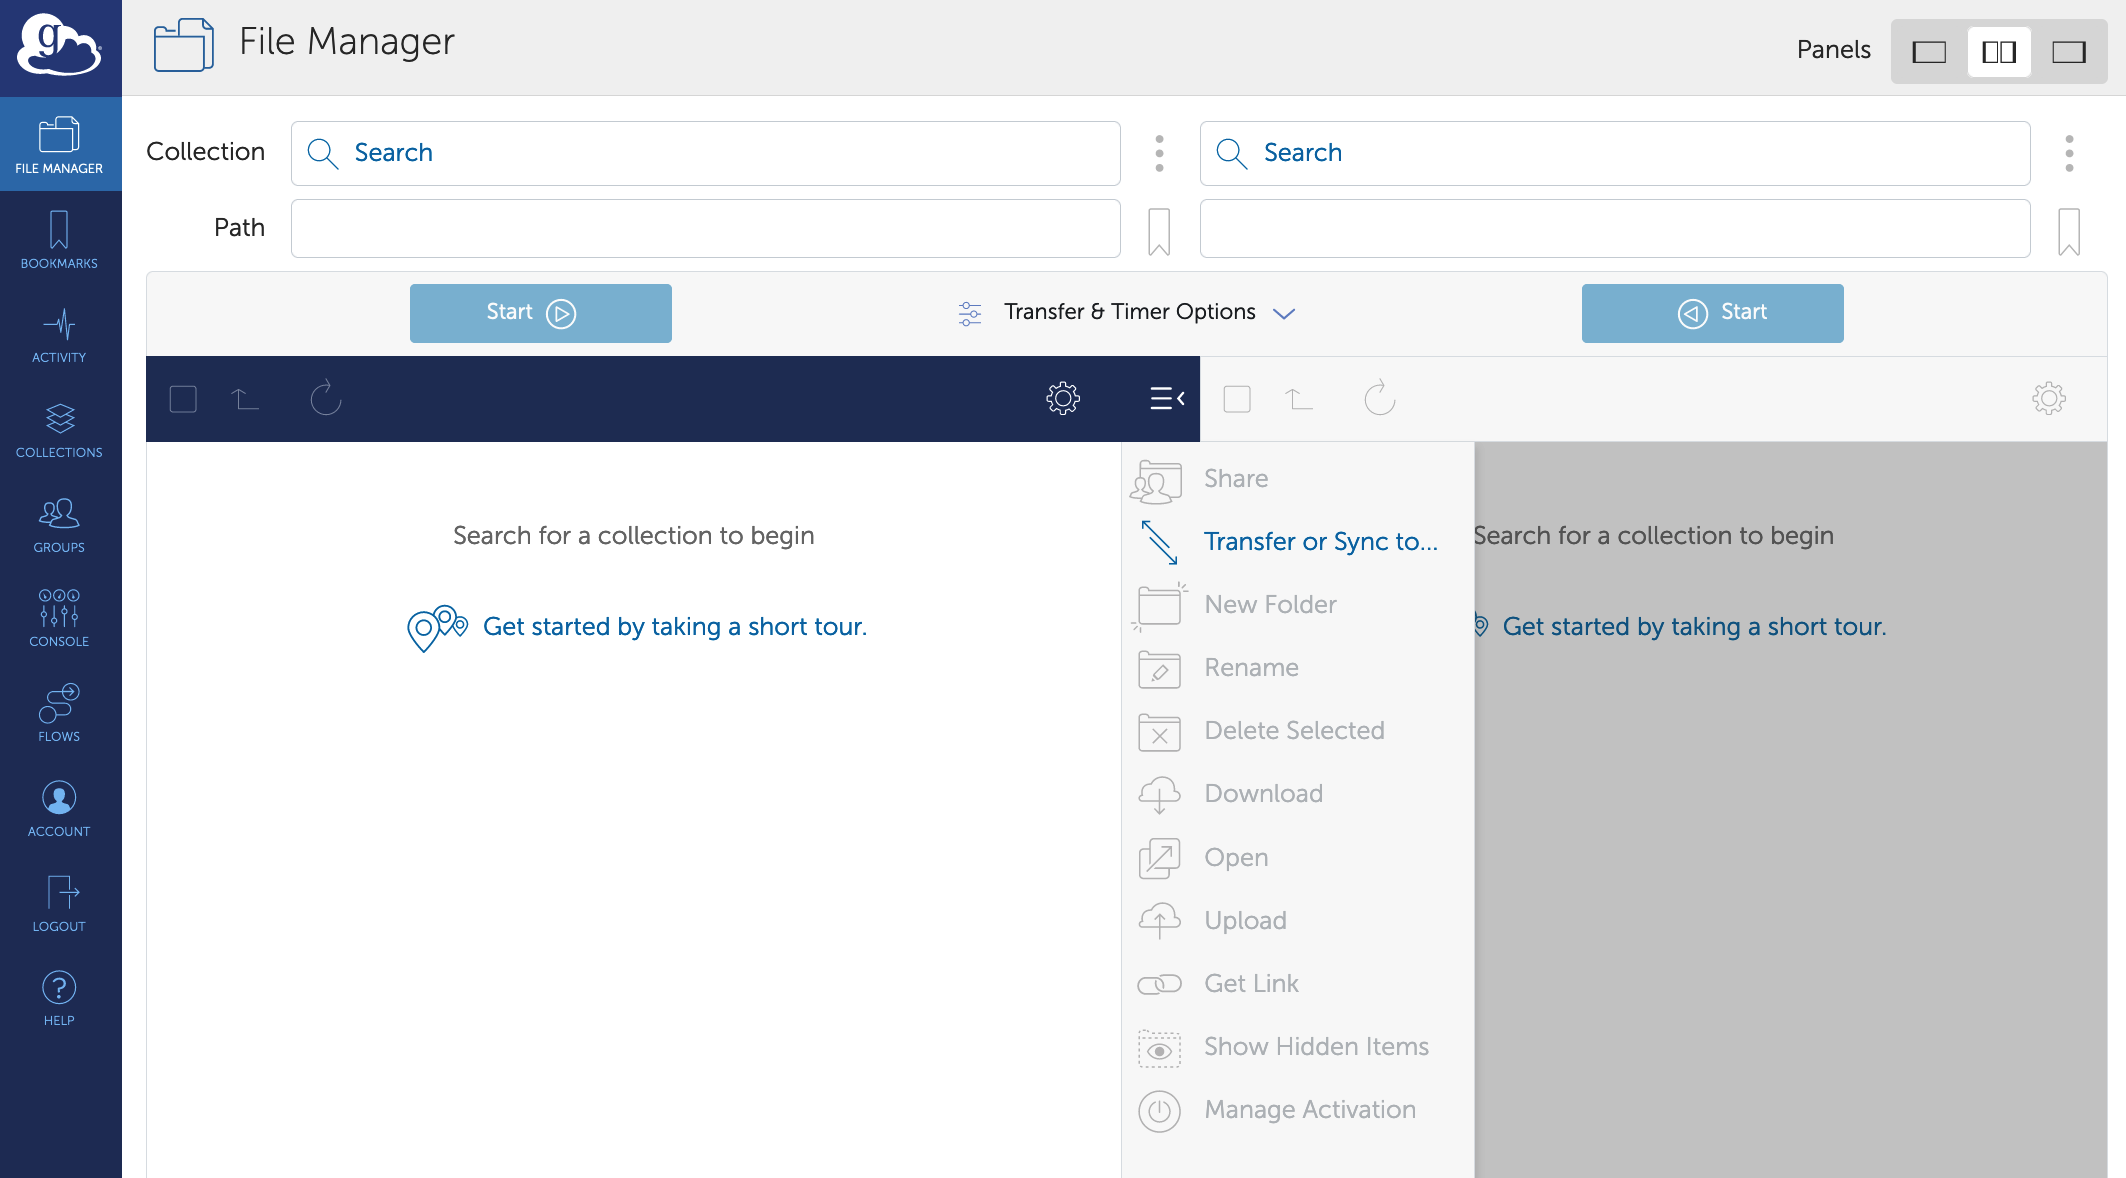 g
File Manager
Panels
FILE MANAGER
BOOKMARKS
ACTIVITY
COLLECTIONS
GROUPS
CONSOLE
FLOWS
ACCOUNT
LOGOUT
?
HELP
Collection
Search
Search
Path
Start
Transfer & Timer Options
Start
Search for a collection to begin
Get started by taking a short tour.
Share
Transfer or Sync to...
New Folder
Rename
Delete Selected
Download
Open
Upload
Get Link
Show Hidden Items
Manage Activation
Search for a collection to begin
Get started by taking a short tour.